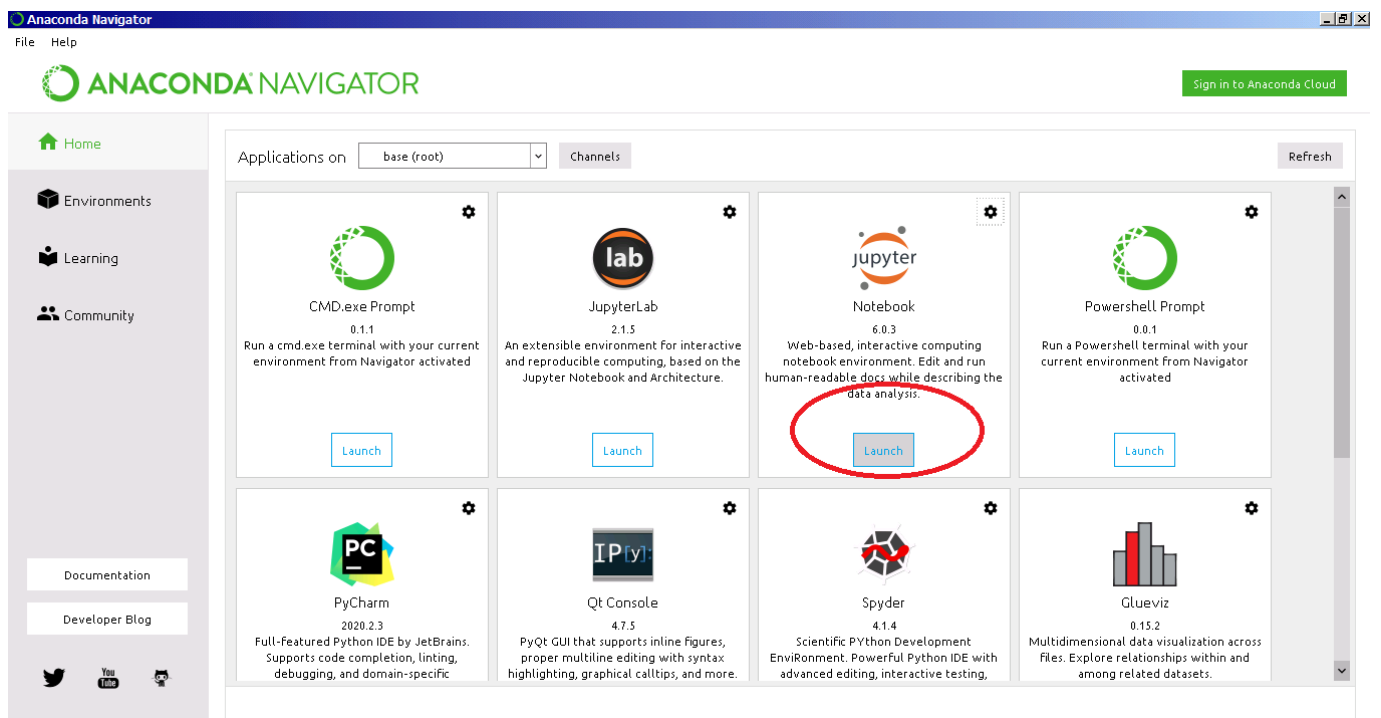 Anaconda Navigator
File Help
ANACONDA NAVIGATOR
Sign in to Anaconda Cloud
Home
Environments
Learning
Community
Documentation
Developer Blog
You
Tube
Applications on base (root) Channels Refresh
CMD.exe Prompt
0.1.1
Run a cmd.exe terminal with your current
environment from Navigator activated
Launch
lab
JupyterLab
2.1.5
An extensible environment for interactive
and reproducible computing, based on the
Jupyter Notebook and Architecture.
Launch
jupyter
Notebook
6.0.3
Web-based, interactive computing
notebook environment. Edit and run
human-readable docs while describing the
data analysis.
Launch
Powershell Prompt
0.0.1
Run a Powershell terminal with your
current environment from Navigator
activated
Launch
PC
PyCharm
2020.2.3
Full-featured Python IDE by JetBrains.
Supports code completion, linting,
debugging, and domain-specific
IP[y]:
Qt Console
4.7.5
PyQt GUI that supports inline figures,
proper multiline editing with syntax
highlighting, graphical calltips, and more.
Spyder
4.1.4
Scientific PYthon Development
EnviRonment. Powerful Python IDE with
advanced editing, interactive testing,
Glueviz
0.15.2
Multidimensional data visualization across
files. Explore relationships within and
among related datasets.